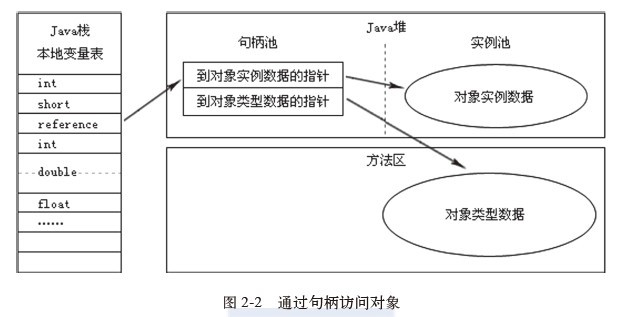 Java栈
本地变量表
int
short
reference
int
double
float
……
Java堆
句柄池
实例池
到对象实例数据的指针
到对象类型数据的指针
对象实例数据
方法区
对象类型数据
图 2-2 通过句柄访问对象